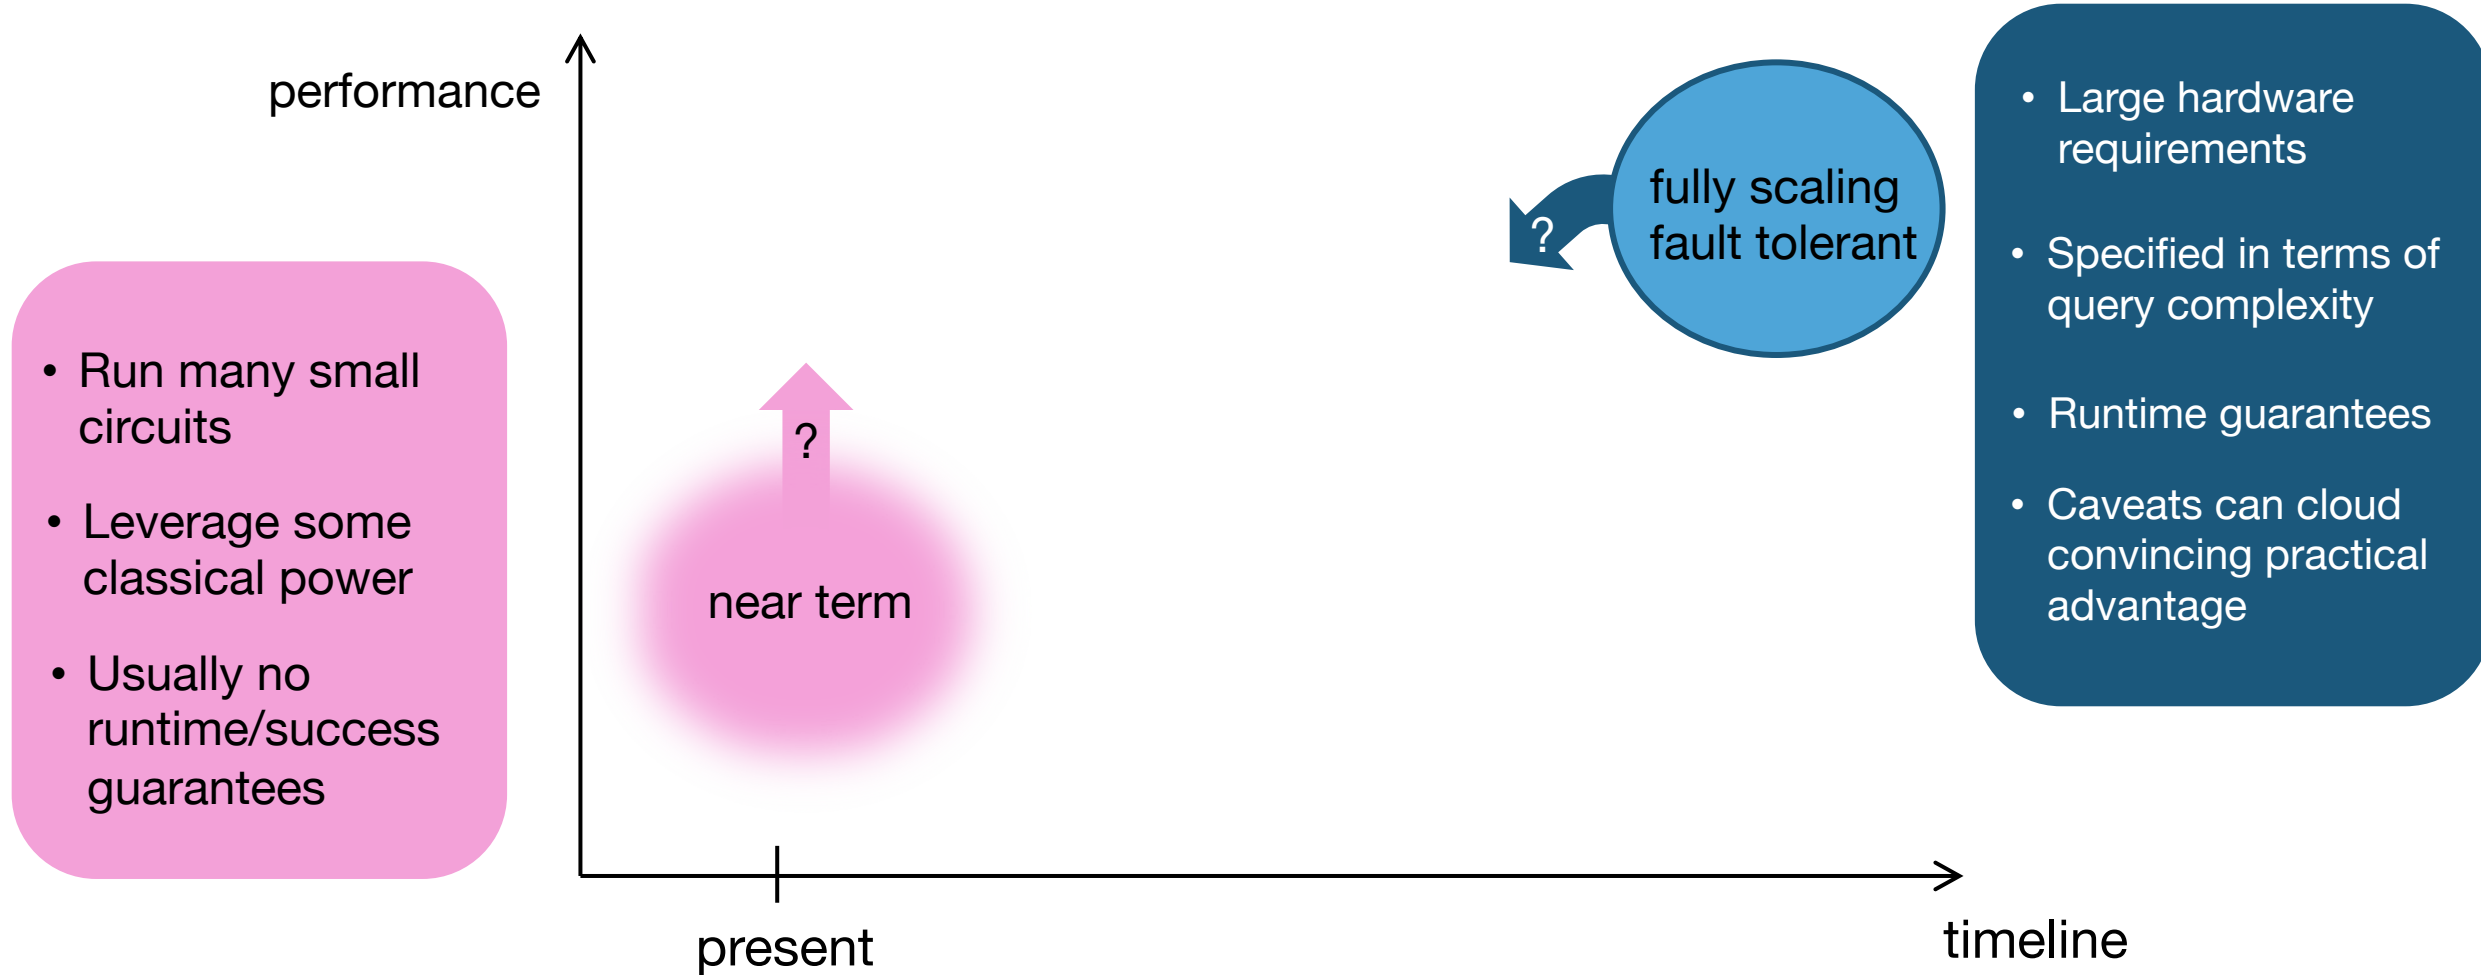 performance
• Run many small
circuits
• Leverage some
classical power
• Usually no
runtime/success
guarantees
?
near term
?
fully scaling
fault tolerant
• Large hardware
requirements
• Specified in terms of
query complexity
• Runtime guarantees
• Caveats can cloud
convincing practical
advantage
present
timeline